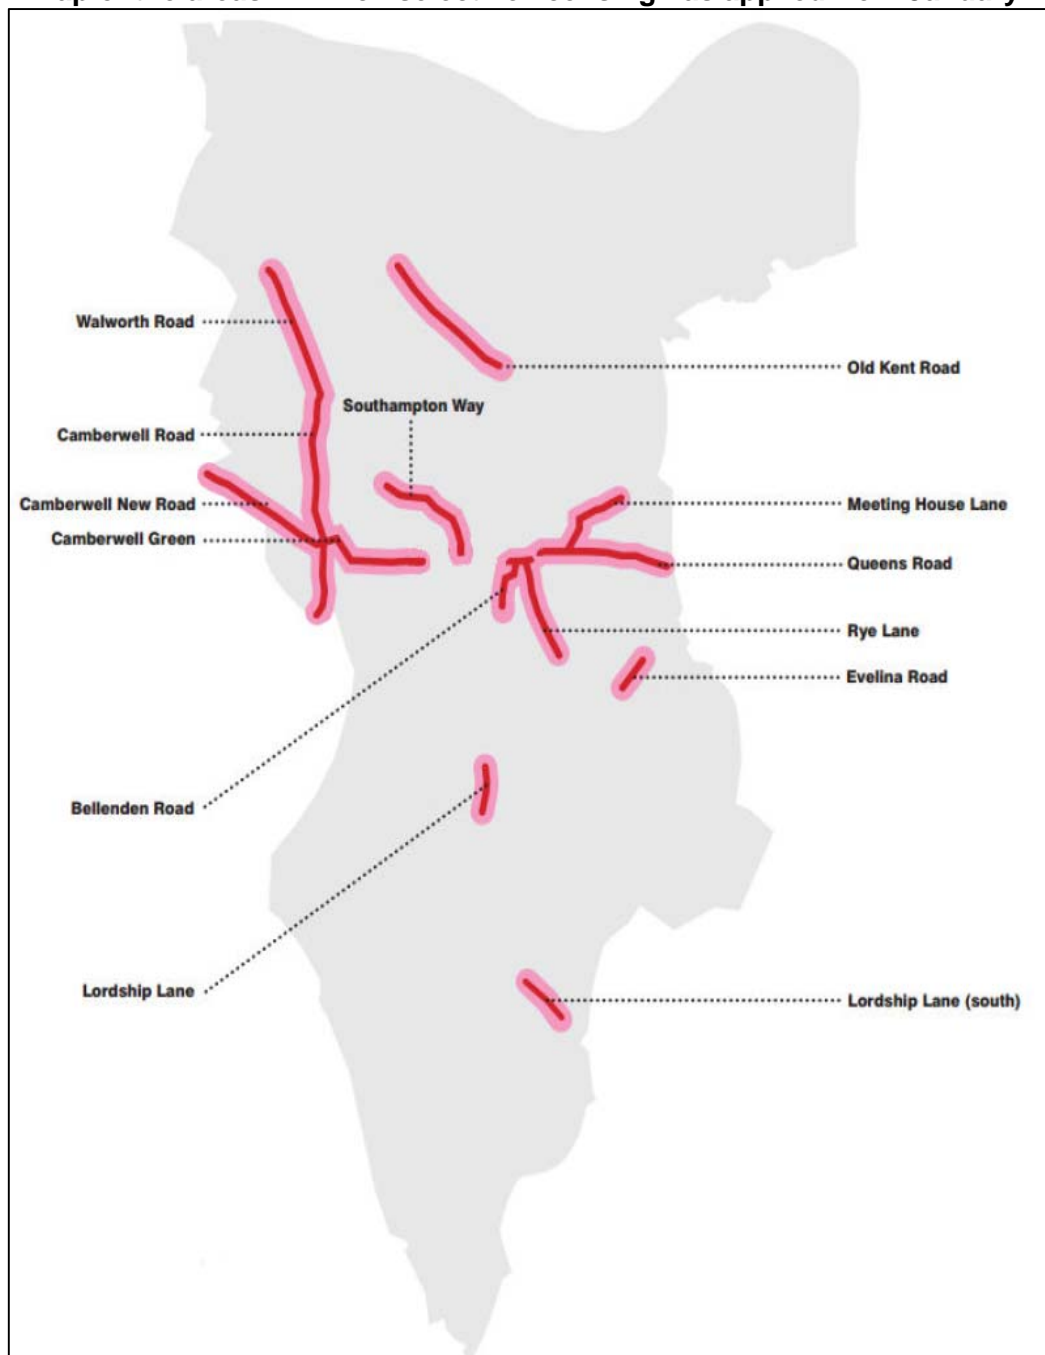 Walworth Road
Old Kent Road
Southampton Way
Camberwell Road
Camberwell New Road
Meeting House Lane
Camberwell Green
Queens Road
Rye Lane
Evelina Road
Bellenden Road
Lordship Lane
Lordship Lane (south)